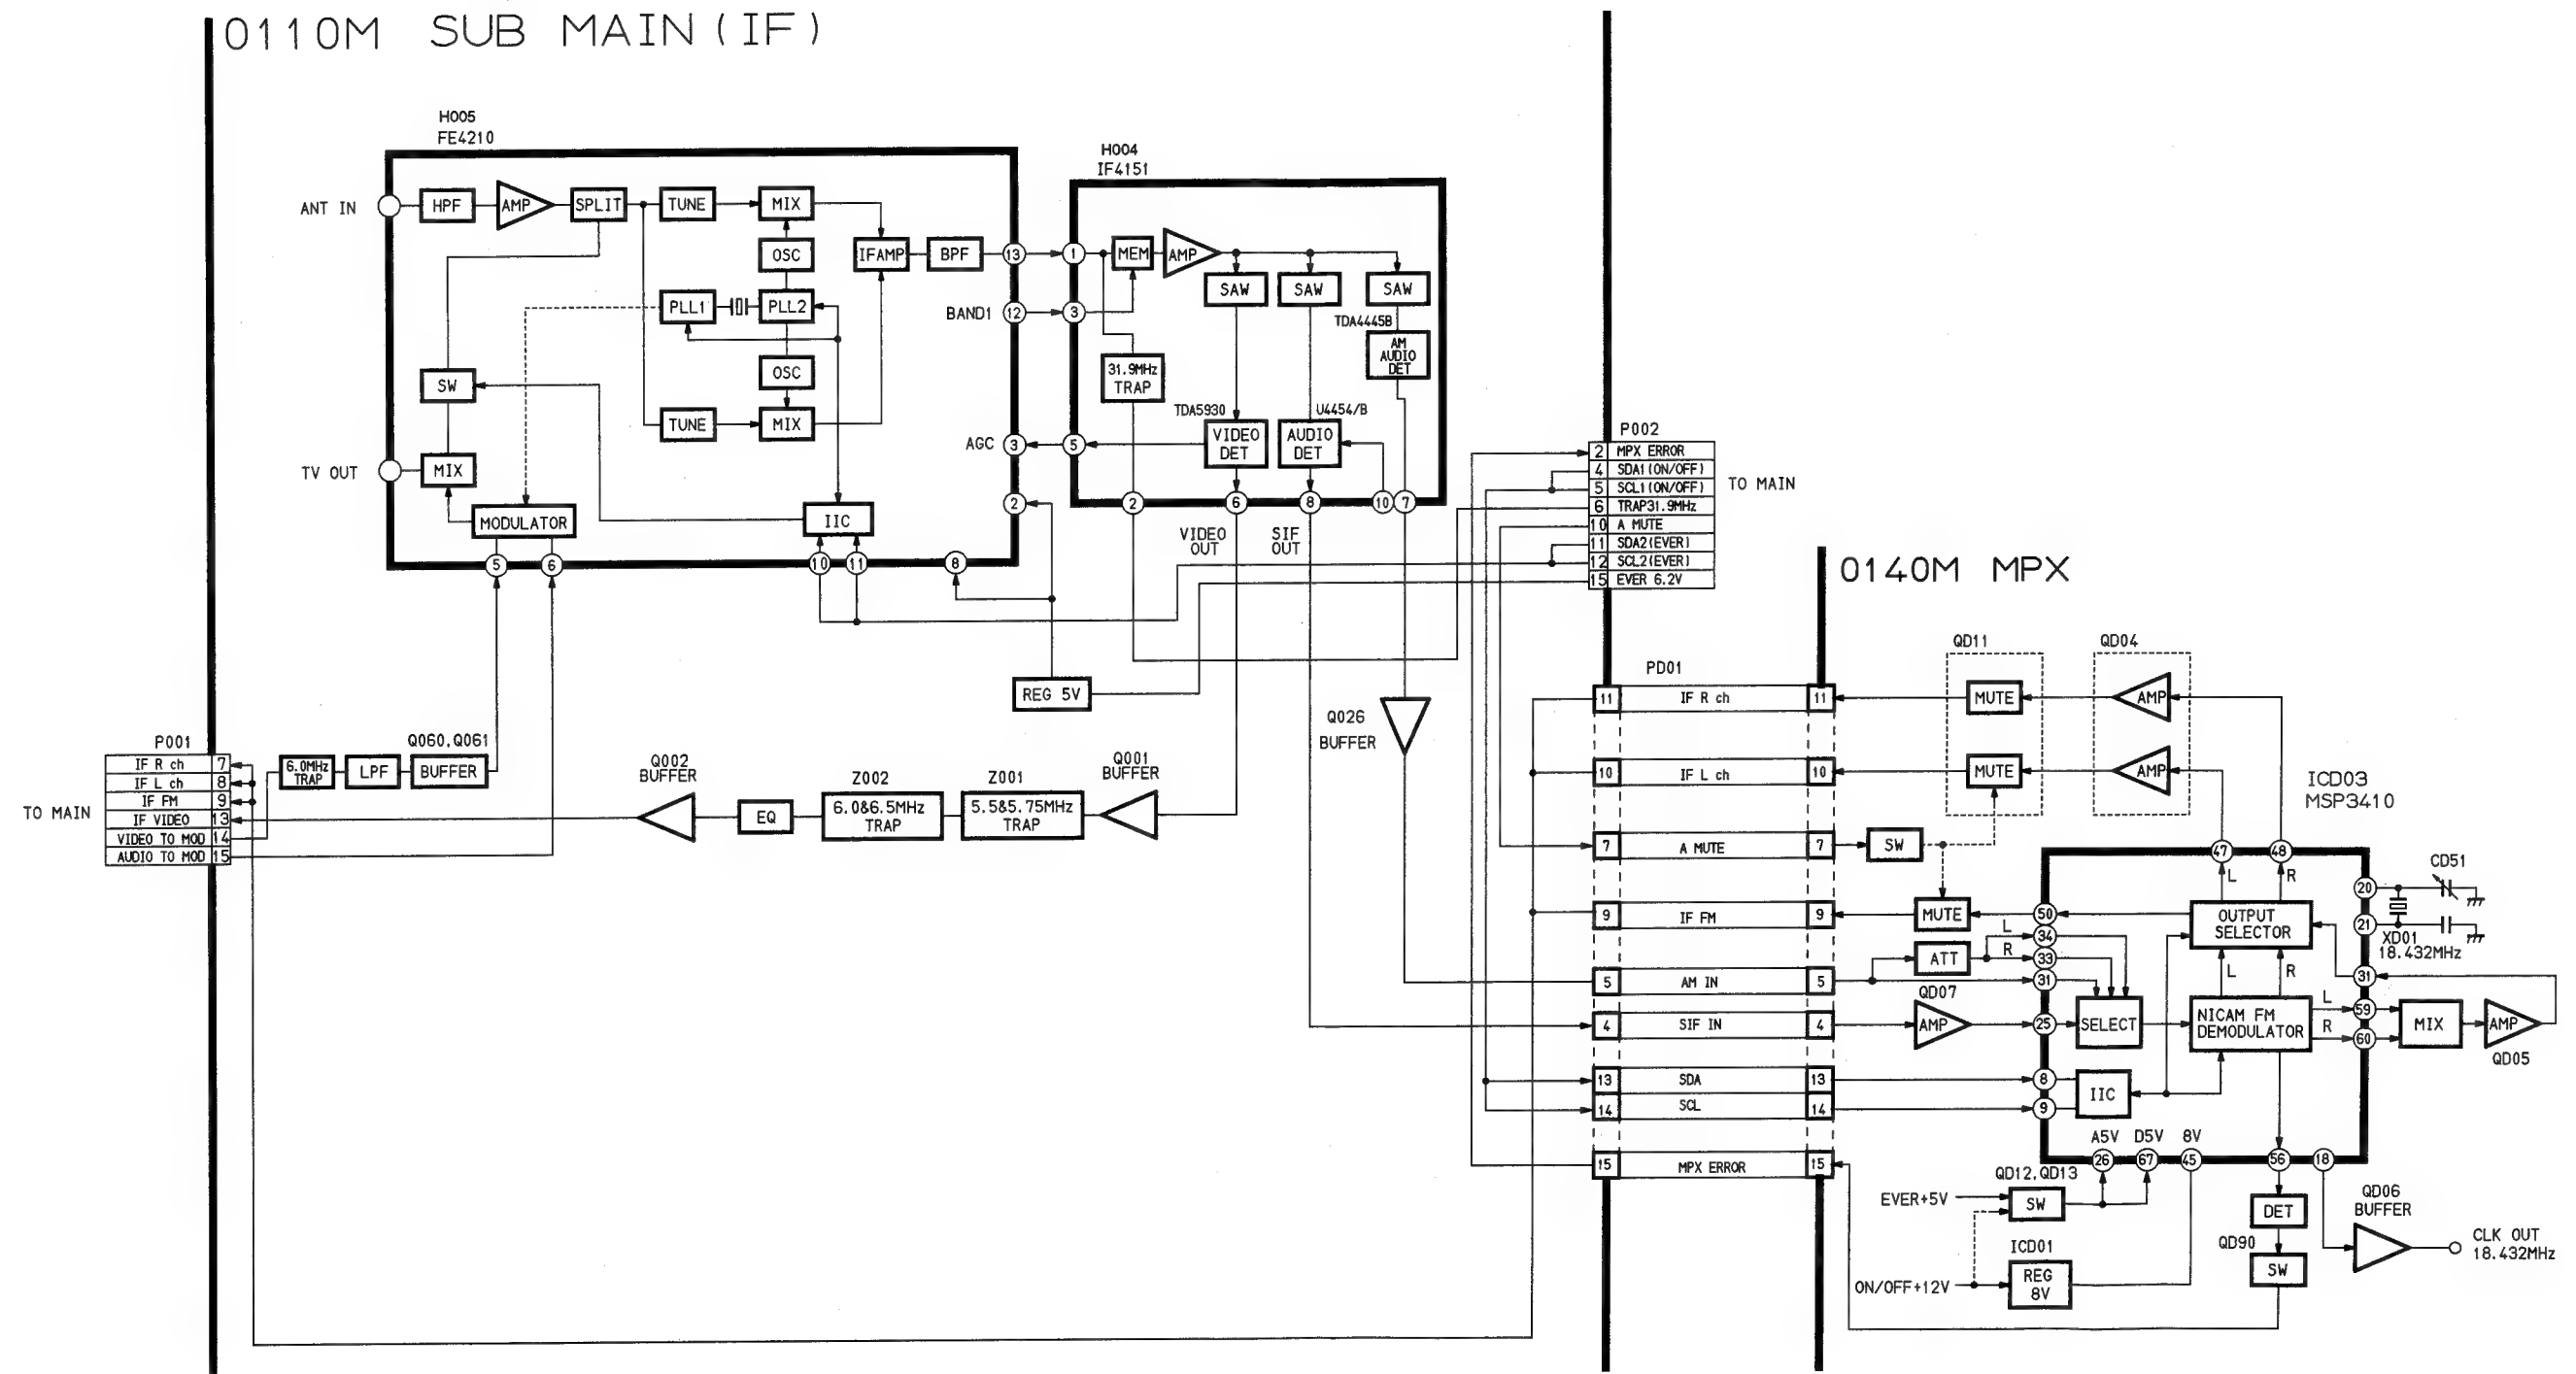 0110M SUB MAIN (IF)
H005
FE4210
ANT IN
HPF
AMP
SPLIT
TUNE
MIX
OSC
IFAMP
BPF
13
PLL1
PLL2
BAND1
12
OSC
SW
TUNE
MIX
AGC
3
TV OUT
MIX
MODULATOR
IIC
2
5
6
10
11
8
H004
IF4151
1
MEM
AMP
SAW
SAW
SAW
3
TDA4445B
AM
AUDIO
DET
31.9MHz
TRAP
TDA5930
U4454/B
5
VIDEO
DET
AUDIO
DET
2
6
8
10
7
VIDEO
OUT
SIF
OUT
P002
2 MPX ERROR
4 SDA1(ON/OFF)
5 SCL1(ON/OFF)
6 TRAP31.9MHz
10 A MUTE
11 SDA2(EVER)
12 SCL2(EVER)
15 EVER 6.2V
TO MAIN
REG 5V
Q026
BUFFER
P001
IF R ch 7
IF L ch 8
IF FM 9
IF VIDEO 13
VIDEO TO MOD 14
AUDIO TO MOD 15
TO MAIN
6.0MHz
TRAP
LPF
Q060,Q061
BUFFER
Q002
BUFFER
EQ
Z002
6.0&6.5MHz
TRAP
Z001
5.5&5.75MHz
TRAP
Q001
BUFFER
0140M MPX
PD01
11 IF R ch 11
10 IF L ch 10
7 A MUTE 7
9 IF FM 9
5 AM IN 5
4 SIF IN 4
13 SDA 13
14 SCL 14
15 MPX ERROR 15
QD11
MUTE
MUTE
QD04
AMP
AMP
SW
MUTE
ATT
L
R
QD07
AMP
ICD03
MSP3410
47
48
L
R
50
34
33
31
25
8
9
OUTPUT
SELECTOR
L
R
SELECT
NICAM FM
DEMODULATOR
IIC
20
21
31
L
59
R
60
CD51
XD01
18.432MHz
MIX
AMP
QD05
A5V
D5V
8V
26
67
45
56
18
QD12,QD13
EVER+5V
SW
ICD01
REG
8V
ON/OFF+12V
DET
QD90
SW
QD06
BUFFER
CLK OUT
18.432MHz